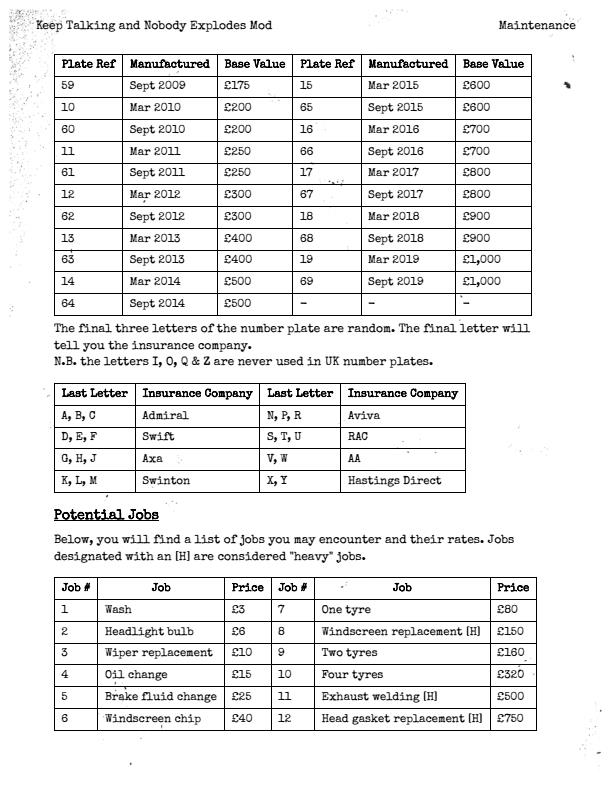 Keep Talking and Nobody Explodes Mod Maintenance
Plate Ref Manufactured Base Value Plate Ref Manufactured Base Value
59 Sept 2009 £175 15 Mar 2015 £600
10 Mar 2010 £200 65 Sept 2015 £600
60 Sept 2010 £200 16 Mar 2016 £700
11 Mar 2011 £250 66 Sept 2016 £700
61 Sept 2011 £250 17 Mar 2017 £800
12 Mar 2012 £300 67 Sept 2017 £800
62 Sept 2012 £300 18 Mar 2018 £900
13 Mar 2013 £400 68 Sept 2018 £900
63 Sept 2013 £400 19 Mar 2019 £1,000
14 Mar 2014 £500 69 Sept 2019 £1,000
64 Sept 2014 £500 – – –
The final three letters of the number plate are random. The final letter will
tell you the insurance company.
N.B. the letters I, O, Q & Z are never used in UK number plates.
Last Letter Insurance Company Last Letter Insurance Company
A, B, C Admiral N, P, R Aviva
D, E, F Swift S, T, U RAC
G, H, J Axa V, W AA
K, L, M Swinton X, Y Hastings Direct
Potential Jobs
Below, you will find a list of jobs you may encounter and their rates. Jobs
designated with an [H] are considered "heavy" jobs.
Job # Job Price Job # Job Price
1 Wash £3 7 One tyre £80
2 Headlight bulb £6 8 Windscreen replacement [H] £150
3 Wiper replacement £10 9 Two tyres £160
4 Oil change £15 10 Four tyres £320
5 Brake fluid change £25 11 Exhaust welding [H] £500
6 Windscreen chip £40 12 Head gasket replacement [H] £750